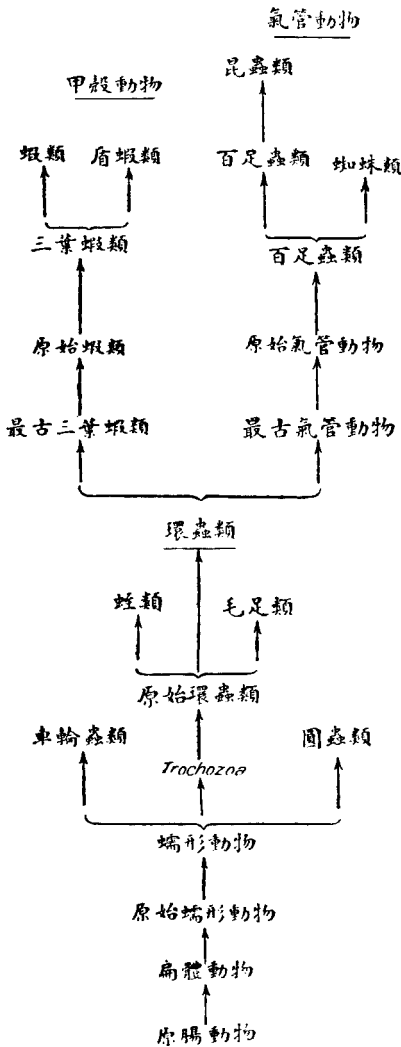 氣管動物
昆蟲類
甲殼動物
蝦類 盾蝦類 百足蟲類 蜘蛛類
三葉蝦類 百足蟲類
原始蝦類 原始氣管動物
最古三葉蝦類 最古氣管動物
環蟲類
蛭類 毛足類
原始環蟲類
車輪蟲類 圓蟲類
Trochozoa
蠕形動物
原始蠕形動物
扁體動物
原腸動物